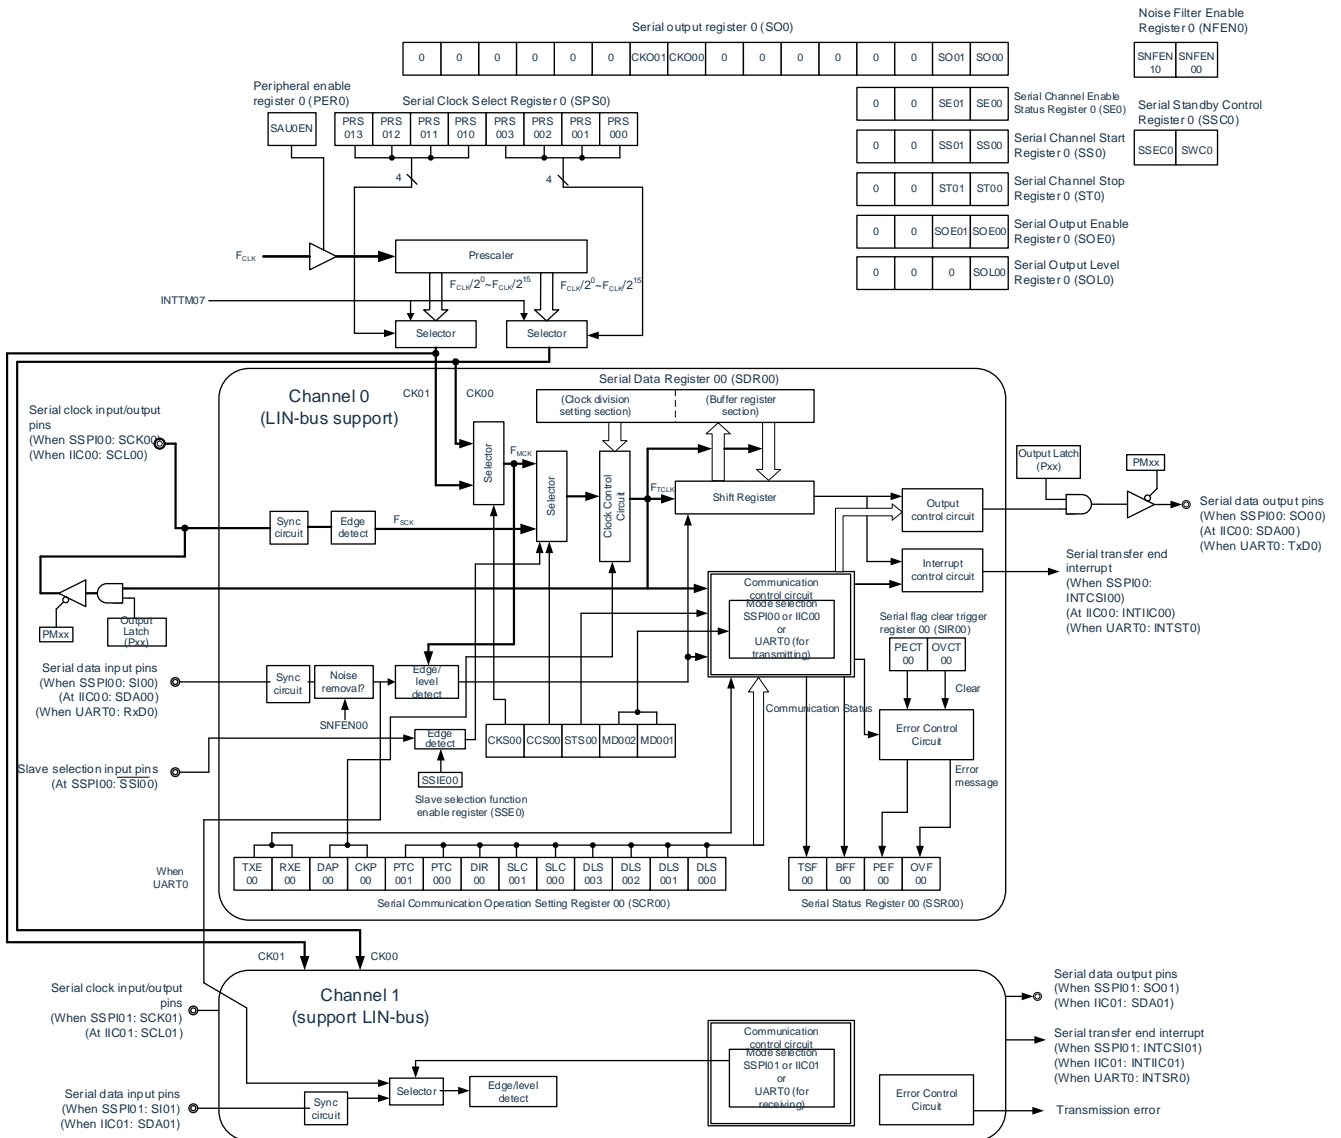 Serial output register 0 (SO0)
0 0 0 0 0 0 CKO01 CKO00 0 0 0 0 0 0 SO01 SO00
Noise Filter Enable
Register 0 (NFEN0)
SNFEN SNFEN
10 00
Peripheral enable
register 0 (PER0)
SAU0EN
Serial Clock Select Register 0 (SPS0)
PRS PRS PRS PRS PRS PRS PRS PRS
013 012 011 010 003 002 001 000
4
4
0 0 SE01 SE00
Serial Channel Enable
Status Register 0 (SE0)
0 0 SS01 SS00
Serial Channel Start
Register 0 (SS0)
0 0 ST01 ST00
Serial Channel Stop
Register 0 (ST0)
0 0 SOE01 SOE00
Serial Output Enable
Register 0 (SOE0)
0 0 0 SOL00
Serial Output Level
Register 0 (SOL0)
Serial Standby Control
Register 0 (SSC0)
SSEC0 SWC0
FCLK
Prescaler
FCLK/2^0~FCLK/2^15
FCLK/2^0~FCLK/2^15
INTTM07
Selector
Selector
Channel 0
(LIN-bus support)
CK01
CK00
Serial Data Register 00 (SDR00)
(Clock division
setting section)
(Buffer register
section)
Serial clock input/output
pins
(When SSPI00: SCK00)
(When IIC00: SCL00)
Selector
FMCK
Selector
Clock Control
Circuit
FTCLK
Shift Register
Sync
circuit
Edge
detect
FSCK
Output
control circuit
Output Latch
(Pxx)
PMxx
Serial data output pins
(When SSPI00: SO00)
(At IIC00: SDA00)
(When UART0: TxD0)
Interrupt
control circuit
Serial transfer end
interrupt
(When SSPI00:
INTCSI00)
(At IIC00: INTIIC00)
(When UART0: INTST0)
PMxx
Output
Latch
(Pxx)
Communication
control circuit
Mode selection
SSPI00 or IIC00
or
UART0 (for
transmitting)
Serial flag clear trigger
register 00 (SIR00)
PECT OVCT
00 00
Clear
Serial data input pins
(When SSPI00: SI00)
(At IIC00: SDA00)
(When UART0: RxD0)
Sync
circuit
Noise
removal?
SNFEN00
Edge/
level detect
Communication Status
CKS00 CCS00 STS00 MD002 MD001
Error Control
Circuit
Error
message
Edge
detect
SSIE00
Slave selection function
enable register (SSE0)
Slave selection input pins
(At SSPI00: SSI00)
When
UART0
TXE RXE DAP CKP PTC PTC DIR SLC SLC DLS DLS DLS DLS
00 00 00 00 001 000 00 001 000 003 002 001 000
Serial Communication Operation Setting Register 00 (SCR00)
TSF BFF PEF OVF
00 00 00 00
Serial Status Register 00 (SSR00)
CK01
CK00
Channel 1
(support LIN-bus)
Serial clock input/output
pins
(When SSPI01: SCK01)
(At IIC01: SCL01)
Serial data input pins
(When SSPI01: SI01)
(When IIC01: SDA01)
Sync
circuit
Selector
Edge/level
detect
Communication
control circuit
Mode selection
SSPI01 or IIC01
or
UART0 (for
receiving)
Error Control
Circuit
Serial data output pins
(When SSPI01: SO01)
(When IIC01: SDA01)
Serial transfer end interrupt
(When SSPI01: INTCSI01)
(When IIC01: INTIIC01)
(When UART0: INTSR0)
Transmission error